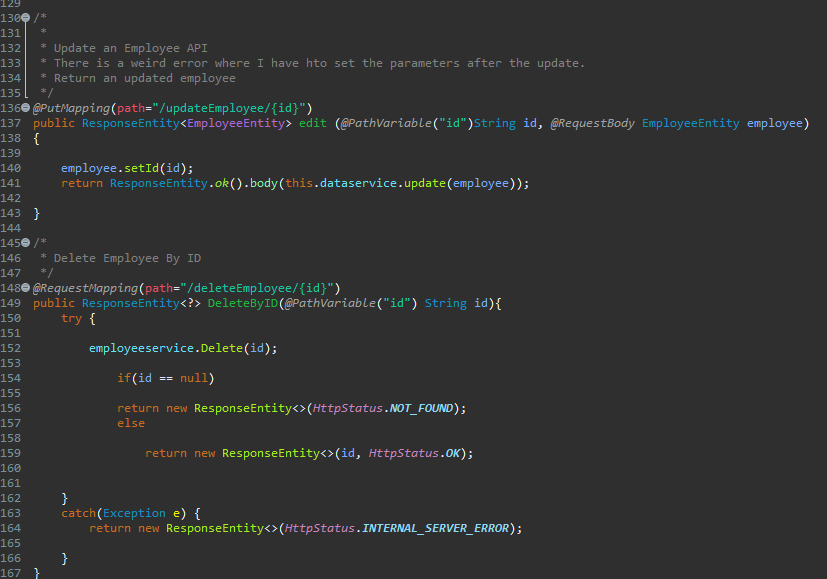 129
130 /*
131  *
132  * Update an Employee API
133  * There is a weird error where I have hto set the parameters after the update.
134  * Return an updated employee
135  */
136 @PutMapping(path="/updateEmployee/{id}")
137 public ResponseEntity<EmployeeEntity> edit (@PathVariable("id")String id, @RequestBody EmployeeEntity employee)
138 {
139
140     employee.setId(id);
141     return ResponseEntity.ok().body(this.dataservice.update(employee));
142
143 }
144
145 /*
146  * Delete Employee By ID
147  */
148 @RequestMapping(path="/deleteEmployee/{id}")
149 public ResponseEntity<?> DeleteByID(@PathVariable("id") String id){
150     try {
151
152         employeeservice.Delete(id);
153
154             if(id == null)
155
156             return new ResponseEntity<>(HttpStatus.NOT_FOUND);
157             else
158
159                 return new ResponseEntity<>(id, HttpStatus.OK);
160
161
162     }
163     catch(Exception e) {
164         return new ResponseEntity<>(HttpStatus.INTERNAL_SERVER_ERROR);
165
166     }
167 }